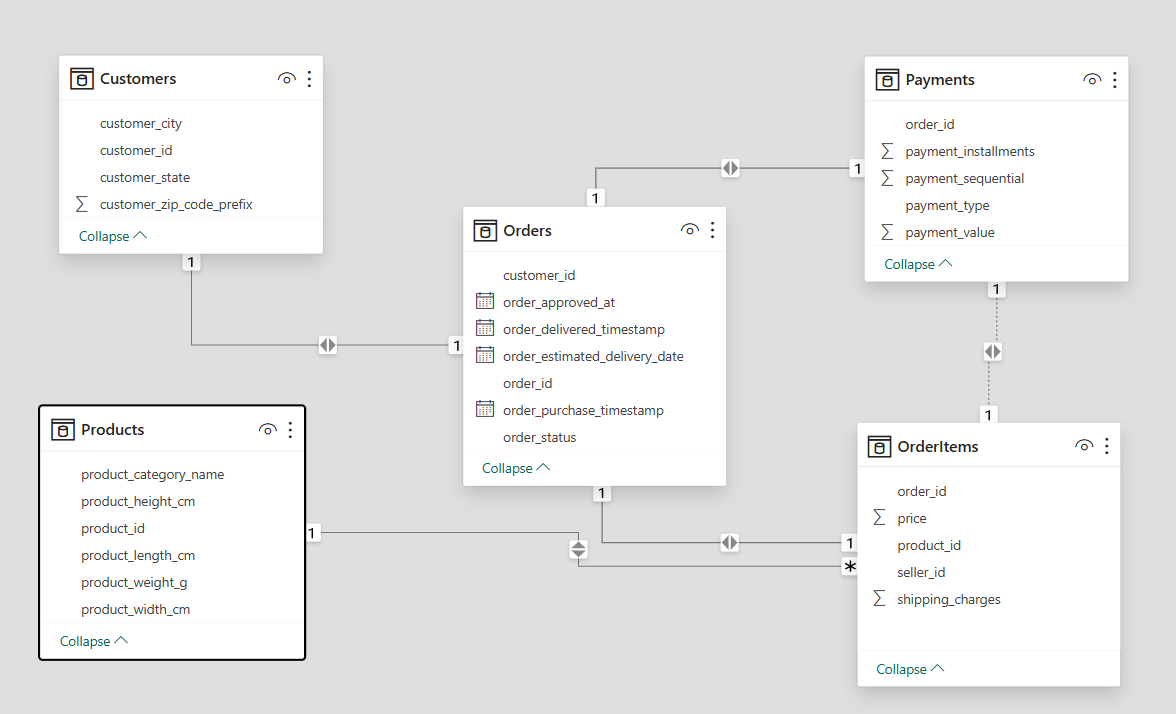 Customers
customer_city
customer_id
customer_state
customer_zip_code_prefix
Collapse
1
1
Orders
customer_id
order_approved_at
order_delivered_timestamp
order_estimated_delivery_date
order_id
order_purchase_timestamp
order_status
Collapse
1
1
Payments
order_id
payment_installments
payment_sequential
payment_type
payment_value
Collapse
1
1
Products
product_category_name
product_height_cm
product_id
product_length_cm
product_weight_g
product_width_cm
Collapse
1
*
1
1
OrderItems
order_id
price
product_id
seller_id
shipping_charges
Collapse